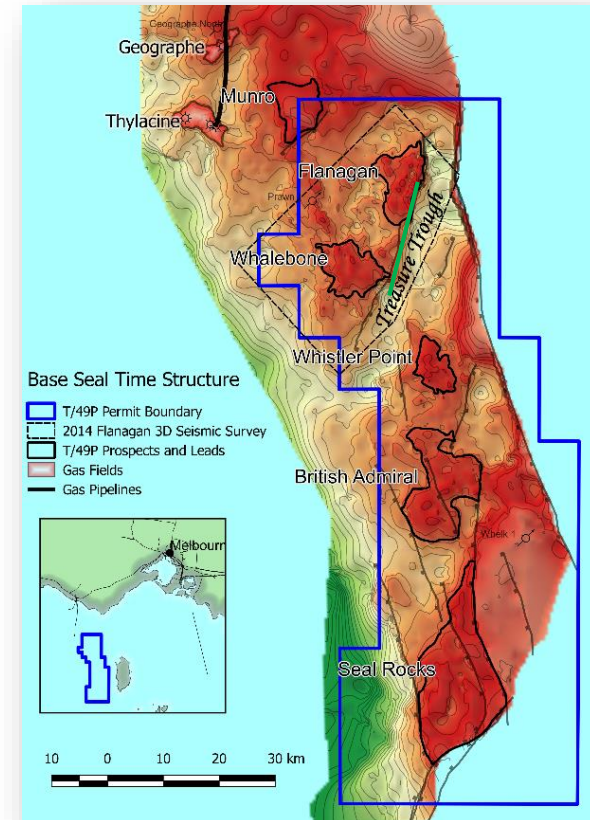 Geographe North
Geographe
Munro
Thylacine
Flanagan
Prawn
Whalebone
Treasure Trough
Whistler Point
Base Seal Time Structure
T/49P Permit Boundary
2014 Flanagan 3D Seismic Survey
T/49P Prospects and Leads
Gas Fields
Gas Pipelines
British Admiral
Whelk 1
Melbourn
Seal Rocks
10 0 10 20 30 km